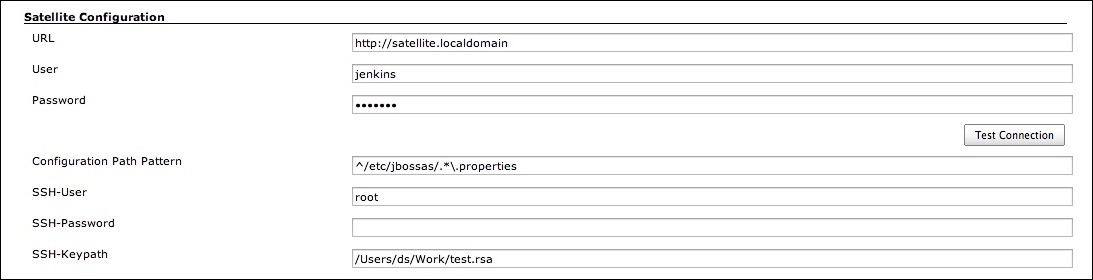 Satellite Configuration
URL http://satellite.localdomain
User jenkins
Password •••••••
Test Connection
Configuration Path Pattern ^/etc/jbossas/.*\.properties
SSH-User root
SSH-Password
SSH-Keypath /Users/ds/Work/test.rsa